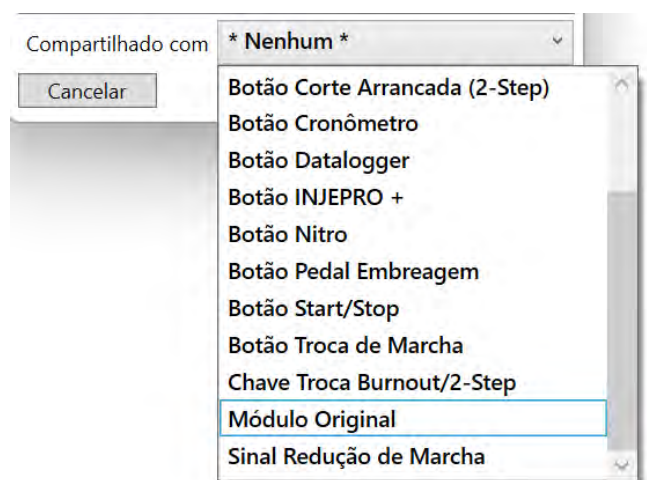 Compartilhado com * Nenhum *
Cancelar
Botão Corte Arrancada (2-Step)
Botão Cronômetro
Botão Datalogger
Botão INJEPRO +
Botão Nitro
Botão Pedal Embreagem
Botão Start/Stop
Botão Troca de Marcha
Chave Troca Burnout/2-Step
Módulo Original
Sinal Redução de Marcha